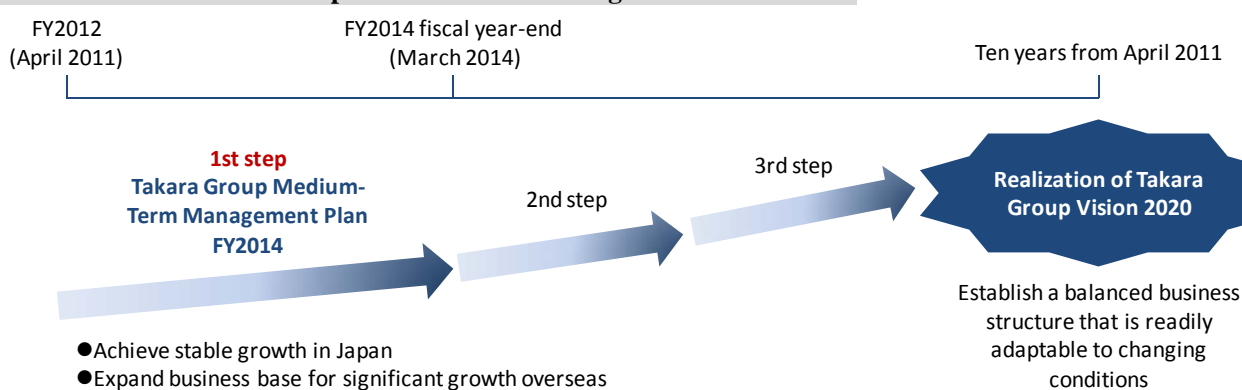 FY2012
(April 2011)
FY2014 fiscal year-end
(March 2014)
Ten years from April 2011
1st step
Takara Group Medium-
Term Management Plan
FY2014
2nd step
3rd step
Realization of Takara
Group Vision 2020
●Achieve stable growth in Japan
●Expand business base for significant growth overseas
Establish a balanced business
structure that is readily
adaptable to changing
conditions